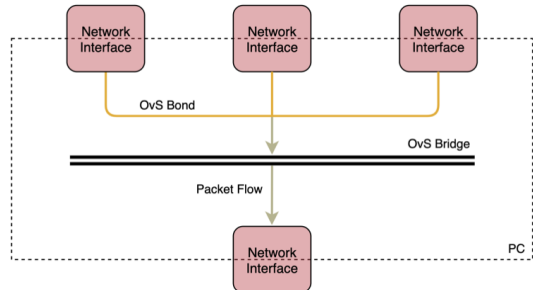 Network
Interface
Network
Interface
Network
Interface
OvS Bond
OvS Bridge
Packet Flow
Network
Interface
PC